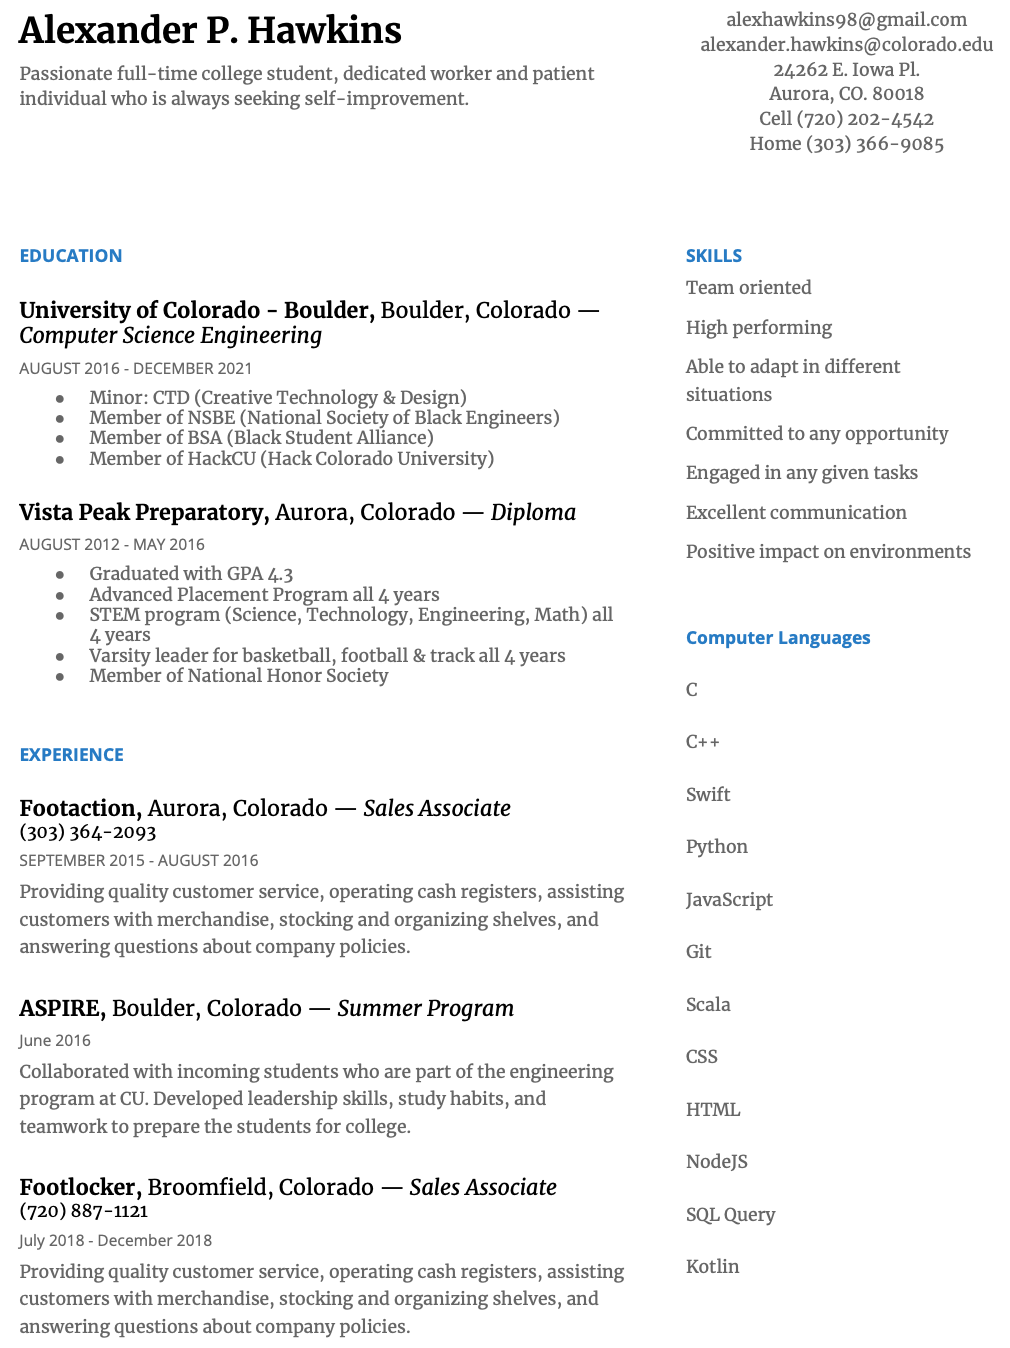 Alexander P. Hawkins
Passionate full-time college student, dedicated worker and patient
individual who is always seeking self-improvement.
alexhawkins98@gmail.com
alexander.hawkins@colorado.edu
24262 E. Iowa Pl.
Aurora, CO. 80018
Cell (720) 202-4542
Home (303) 366-9085
EDUCATION
University of Colorado - Boulder, Boulder, Colorado —
Computer Science Engineering
AUGUST 2016 - DECEMBER 2021
● Minor: CTD (Creative Technology & Design)
● Member of NSBE (National Society of Black Engineers)
● Member of BSA (Black Student Alliance)
● Member of HackCU (Hack Colorado University)
Vista Peak Preparatory, Aurora, Colorado — Diploma
AUGUST 2012 - MAY 2016
● Graduated with GPA 4.3
● Advanced Placement Program all 4 years
● STEM program (Science, Technology, Engineering, Math) all
4 years
● Varsity leader for basketball, football & track all 4 years
● Member of National Honor Society
EXPERIENCE
Footaction, Aurora, Colorado — Sales Associate
(303) 364-2093
SEPTEMBER 2015 - AUGUST 2016
Providing quality customer service, operating cash registers, assisting
customers with merchandise, stocking and organizing shelves, and
answering questions about company policies.
ASPIRE, Boulder, Colorado — Summer Program
June 2016
Collaborated with incoming students who are part of the engineering
program at CU. Developed leadership skills, study habits, and
teamwork to prepare the students for college.
Footlocker, Broomfield, Colorado — Sales Associate
(720) 887-1121
July 2018 - December 2018
Providing quality customer service, operating cash registers, assisting
customers with merchandise, stocking and organizing shelves, and
answering questions about company policies.
SKILLS
Team oriented
High performing
Able to adapt in different
situations
Committed to any opportunity
Engaged in any given tasks
Excellent communication
Positive impact on environments
Computer Languages
C
C++
Swift
Python
JavaScript
Git
Scala
CSS
HTML
NodeJS
SQL Query
Kotlin